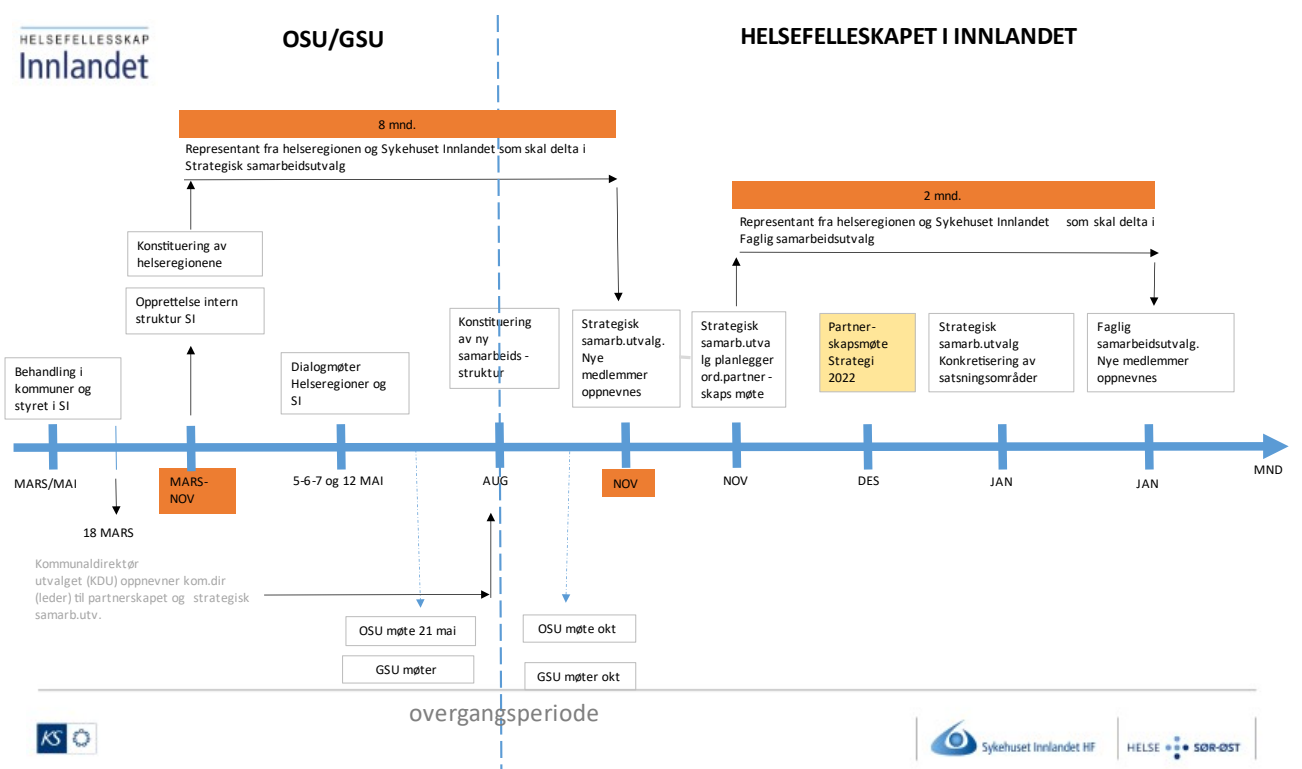 HELSEFELLESSKAP
Innlandet
OSU/GSU
HELSEFELLESKAPET I INNLANDET
8 mnd.
Representant fra helseregionen og Sykehuset Innlandet som skal delta i
Strategisk samarbeidsutvalg
2 mnd.
Representant fra helseregionen og Sykehuset Innlandet som skal delta i
Faglig samarbeidsutvalg
Konstituering av
helseregionene
Opprettelse intern
struktur SI
Behandling i
kommuner og
styret i SI
Dialogmøter
Helseregioner og
SI
Konstituering
av ny
samarbeids -
struktur
Strategisk
samarb.utvalg.
Nye
medlemmer
oppnevnes
Strategisk
samarb.utva
lg planlegger
ord.partner -
skaps møte
Partner-
skapsmøte
Strategi
2022
Strategisk
samarb.utvalg
Konkretisering av
satsningsområder
Faglig
samarbeidsutvalg.
Nye medlemmer
oppnevnes
MARS/MAI
MARS-
NOV
5-6-7 og 12 MAI
AUG
NOV
NOV
DES
JAN
JAN
MND
18 MARS
Kommunaldirektør
utvalget (KDU) oppnevner kom.dir
(leder) til partnerskapet og strategisk
samarb.utv.
OSU møte 21 mai
GSU møter
OSU møte okt
GSU møter okt
overgangsperiode
KS
Sykehuset Innlandet HF
HELSE SØR-ØST